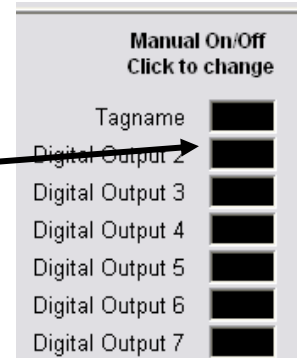 Manual On/Off
Click to change
Tagname
Digital Output 2
Digital Output 3
Digital Output 4
Digital Output 5
Digital Output 6
Digital Output 7